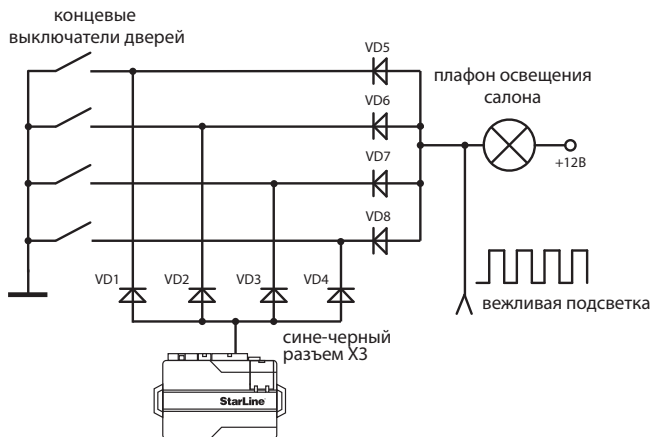 концевые
выключатели дверей
VD5
плафон освещения
салона
VD6
+12В
VD7
VD8
VD1
VD2
VD3
VD4
вежливая подсветка
сине-черный
разъем X3
StarLine